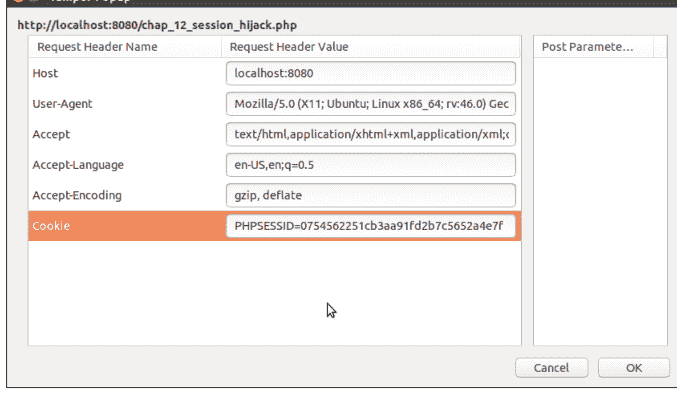 http://localhost:8080/chap_12_session_hijack.php
Request Header Name Request Header Value Post Paramete...
Host localhost:8080
User-Agent Mozilla/5.0 (X11; Ubuntu; Linux x86_64; rv:46.0) Gec
Accept text/html,application/xhtml+xml,application/xml;c
Accept-Language en-US,en;q=0.5
Accept-Encoding gzip, deflate
Cookie PHPSESSID=0754562251cb3aa91fd2b7c5652a4e7f
Cancel OK